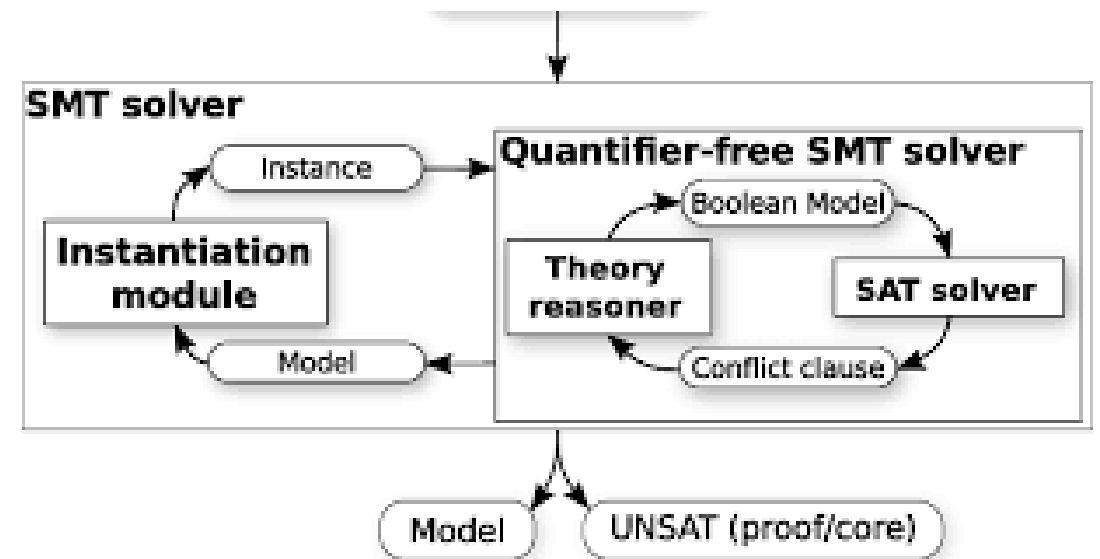 SMT solver
Instance
Quantifier-free SMT solver
Boolean Model
Instantiation
module
Theory
reasoner
SAT solver
Model
Conflict clause
Model
UNSAT (proof/core)